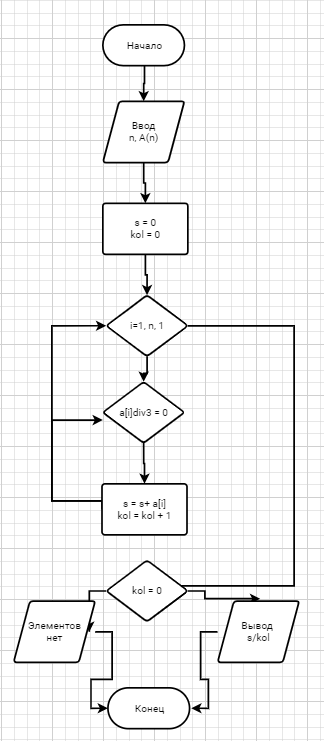 Начало
Ввод
n, A(n)
s = 0
kol = 0
i=1, n, 1
a[i]div3 = 0
s = s+ a[i]
kol = kol + 1
kol = 0
Элементов
нет
Вывод
s/kol
Конец